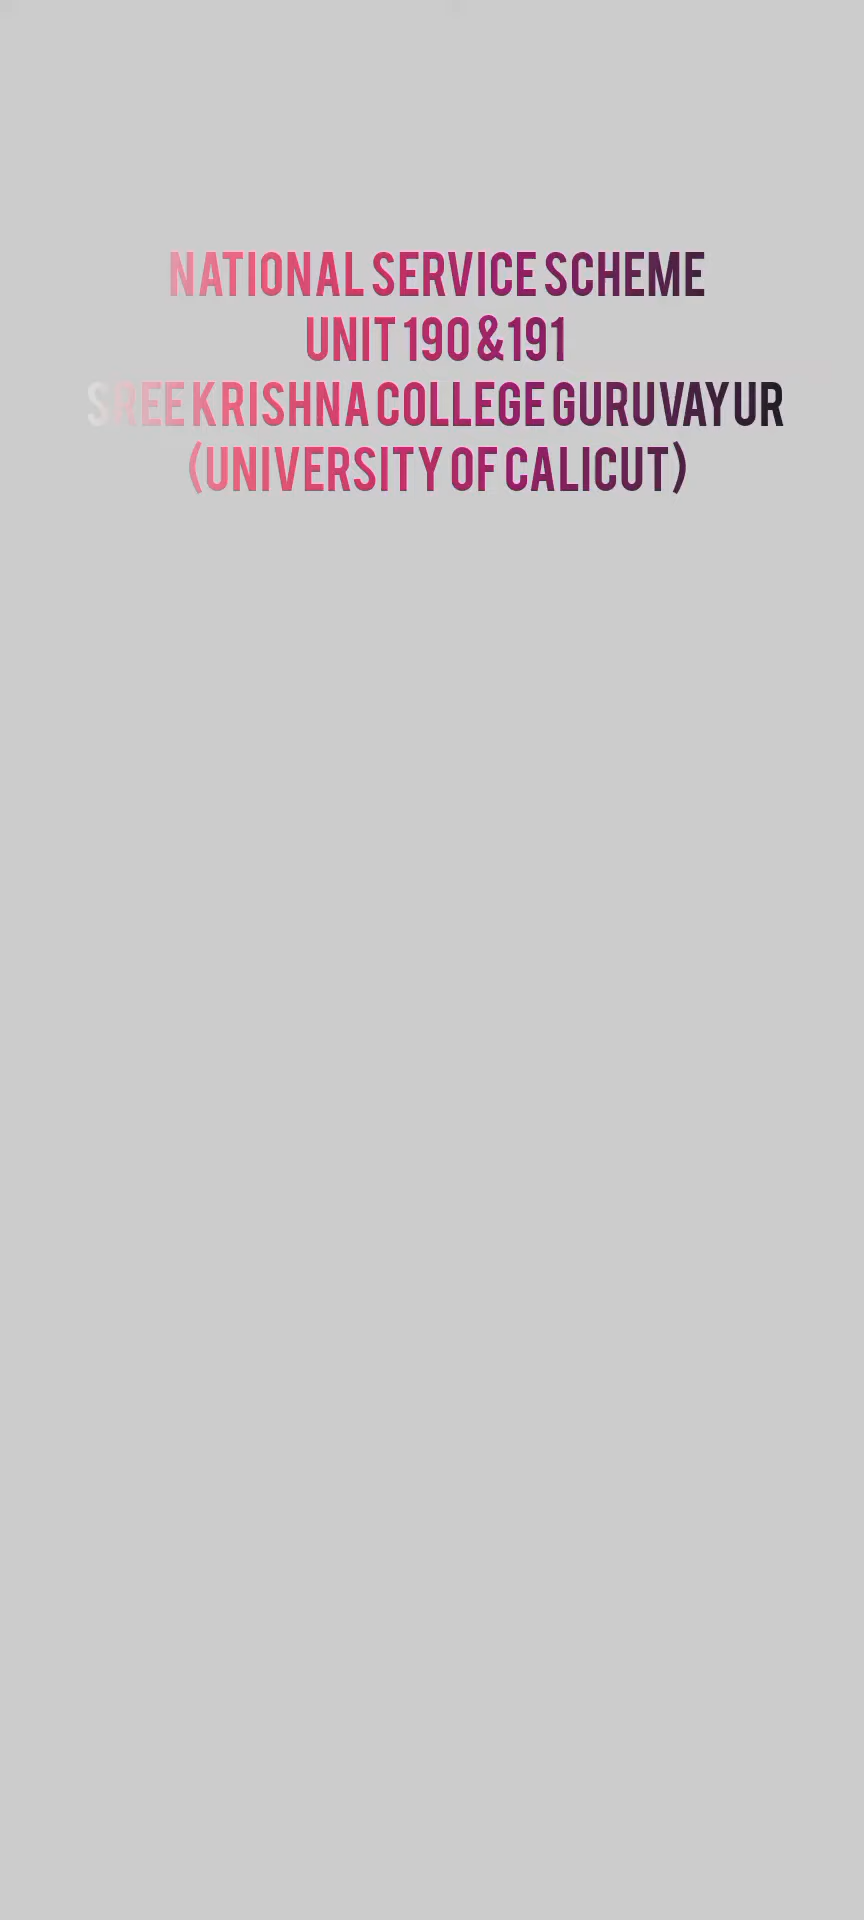 NATIONAL SERVICE SCHEME
UNIT 190 &191
SREE KRISHNA COLLEGE GURUVAYUR
(UNIVERSITY OF CALICUT)